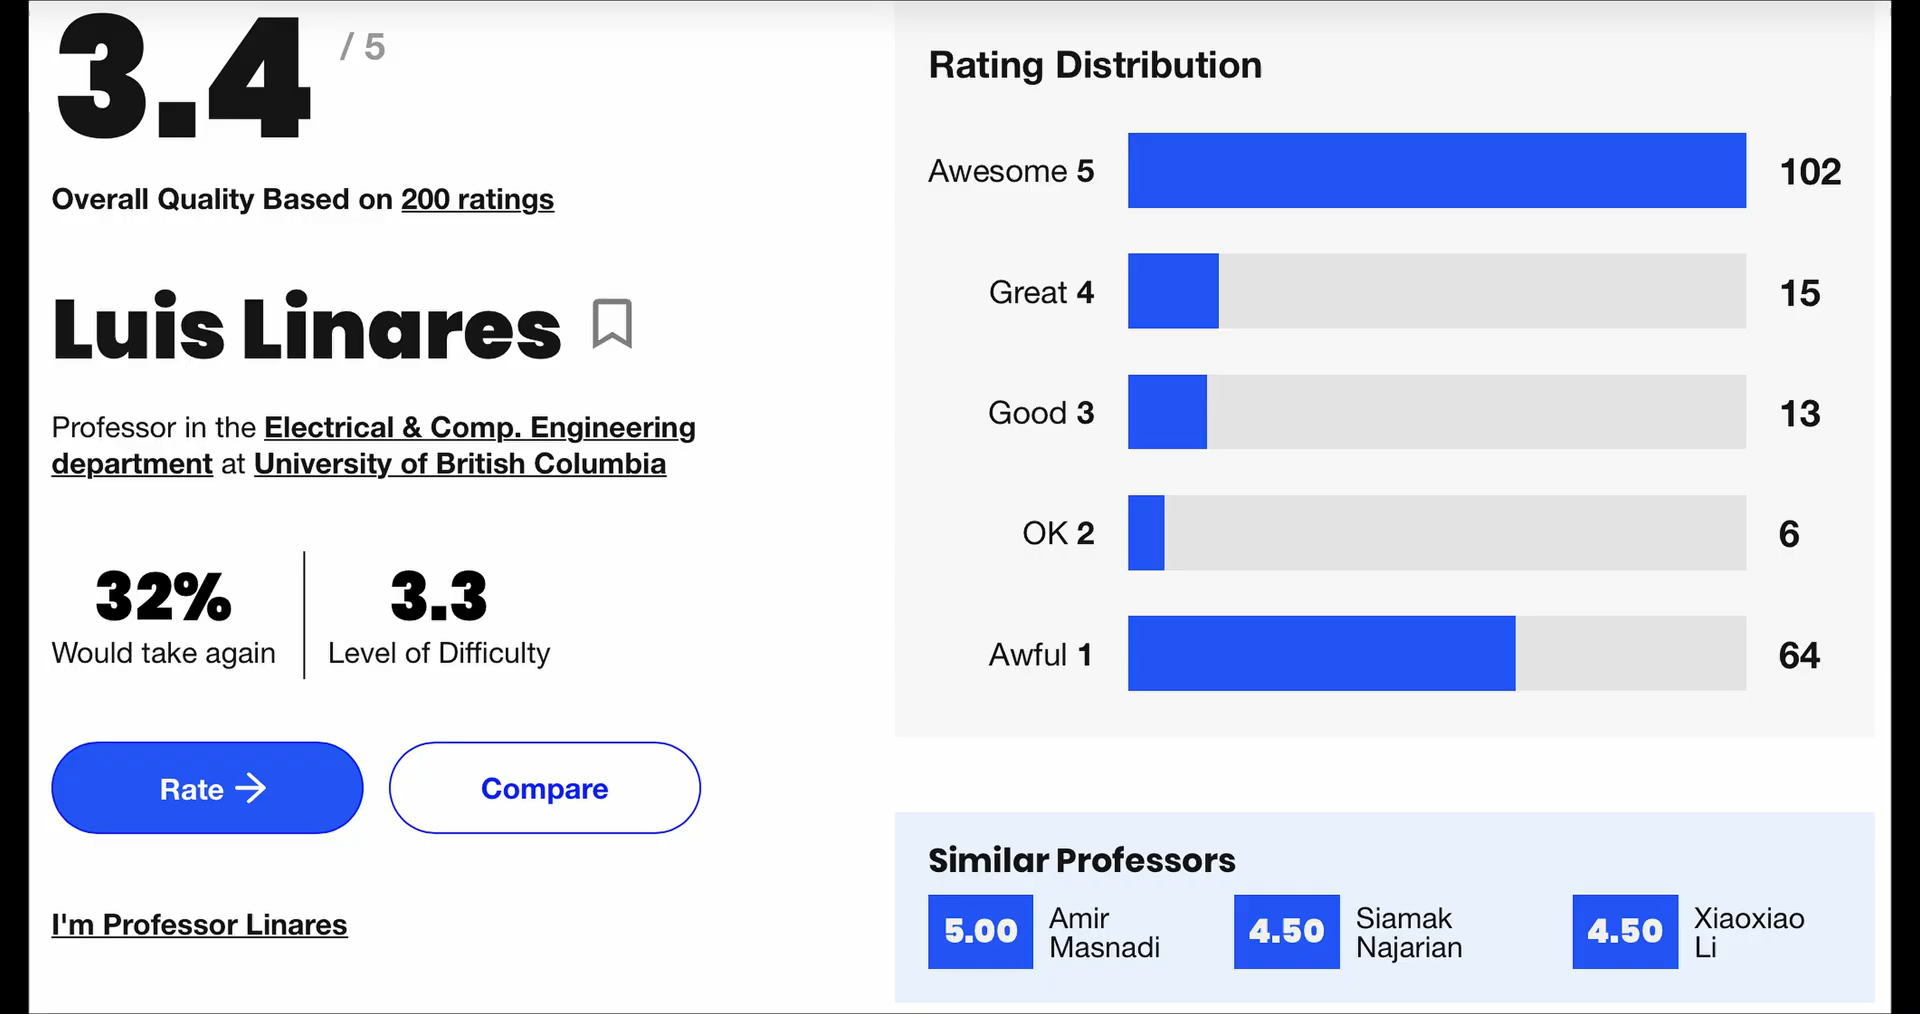 3.4 / 5
Overall Quality Based on 200 ratings
Luis Linares
Professor in the Electrical & Comp. Engineering
department at University of British Columbia
32%
Would take again
3.3
Level of Difficulty
Rate →
Compare
I'm Professor Linares
Rating Distribution
Awesome 5 102
Great 4 15
Good 3 13
OK 2 6
Awful 1 64
Similar Professors
5.00
Amir
Masnadi
4.50
Siamak
Najarian
4.50
Xiaoxiao
Li